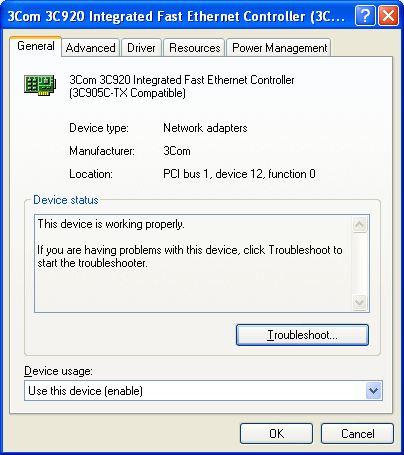 3Com 3C920 Integrated Fast Ethernet Controller (3C...
General Advanced Driver Resources Power Management
3Com 3C920 Integrated Fast Ethernet Controller
(3C905C-TX Compatible)
Device type: Network adapters
Manufacturer: 3Com
Location: PCI bus 1, device 12, function 0
Device status
This device is working properly.
If you are having problems with this device, click Troubleshoot to
start the troubleshooter.
Troubleshoot...
Device usage:
Use this device (enable)
OK Cancel